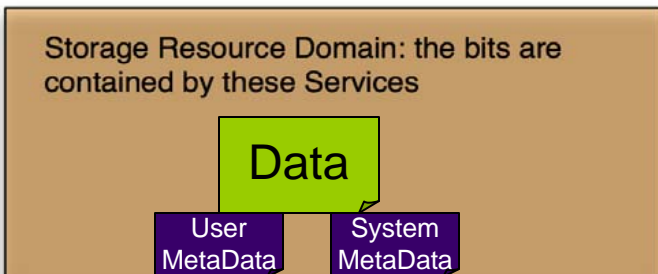 Storage Resource Domain: the bits are
contained by these Services
Data
User
MetaData
System
MetaData